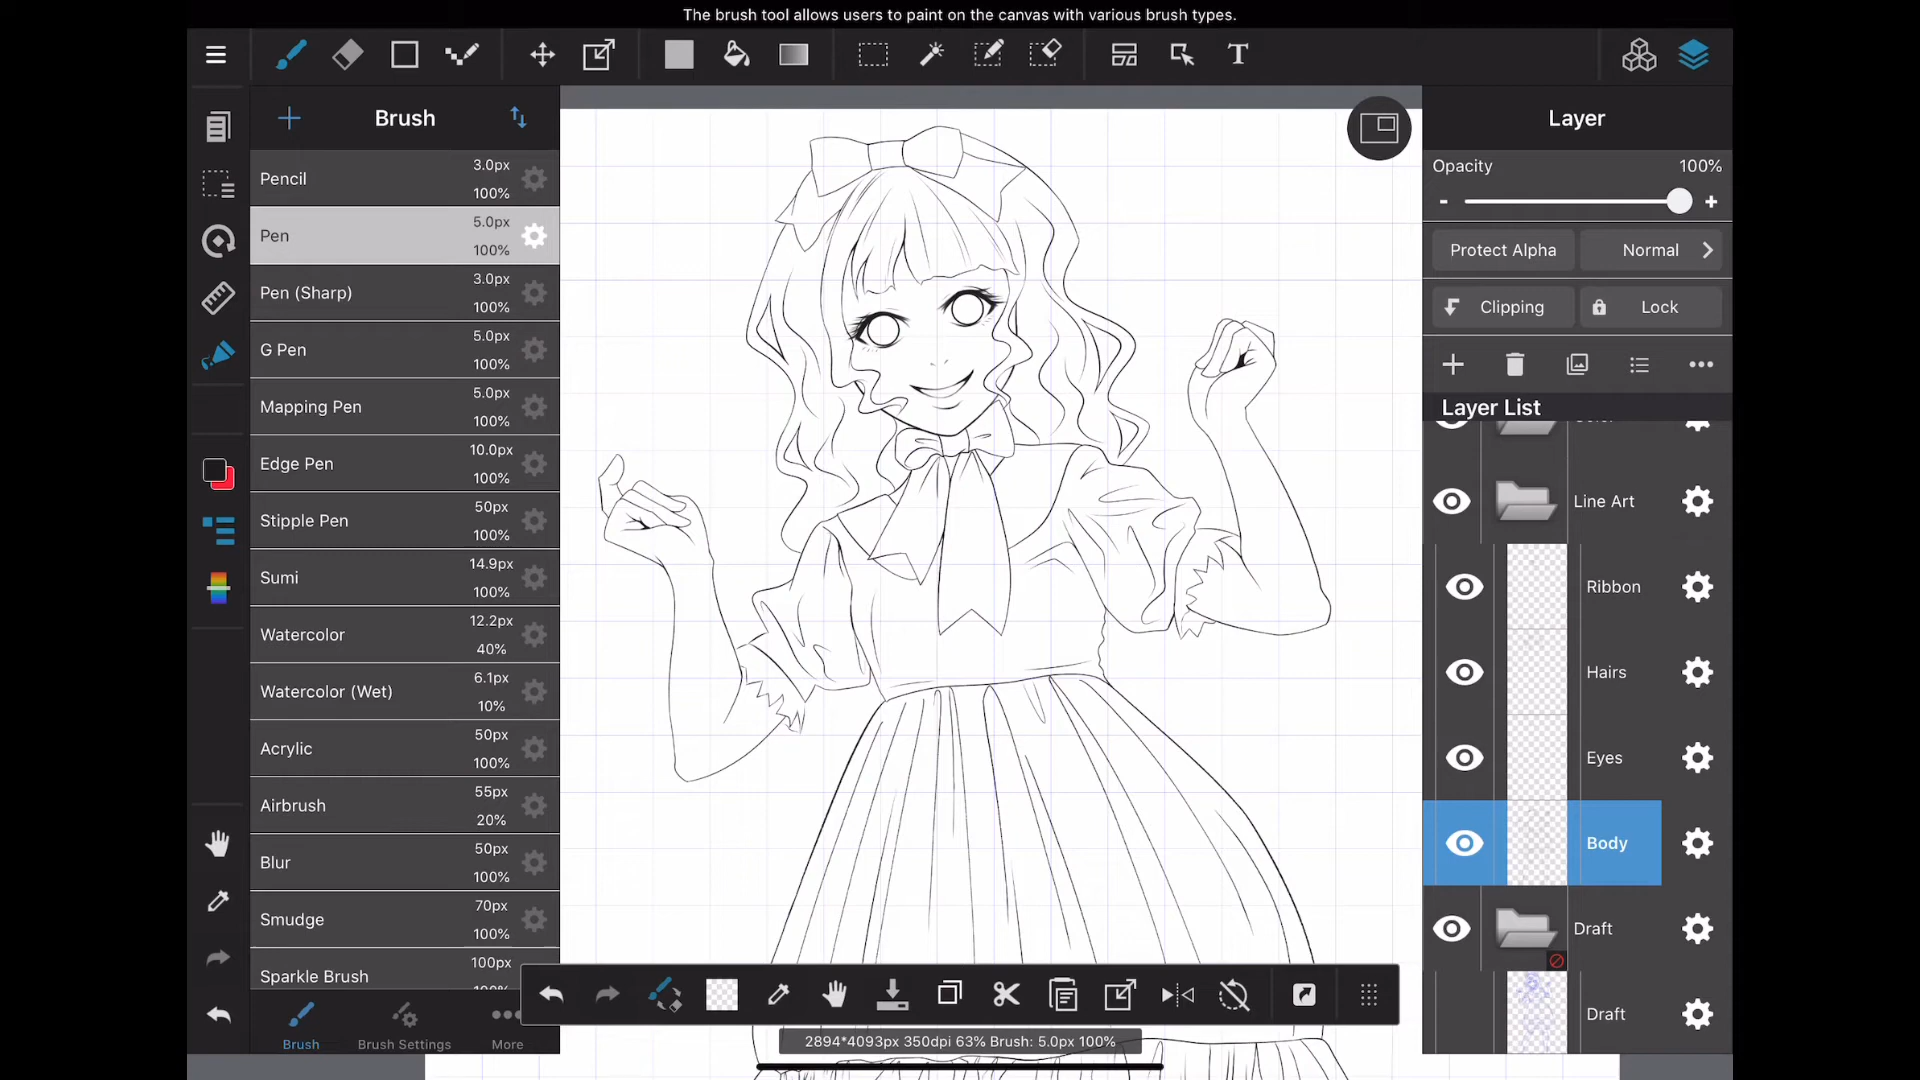 The brush tool allows users to paint on the canvas with various brush types.
T
Brush
Pencil
3.0px
100%
Pen
5.0px
100%
Pen (Sharp)
3.0px
100%
G Pen
5.0px
100%
Mapping Pen
5.0px
100%
Edge Pen
10.0px
100%
Stipple Pen
50px
100%
Sumi
14.9px
100%
Watercolor
12.2px
40%
Watercolor (Wet)
6.1px
10%
Acrylic
50px
100%
Airbrush
55px
20%
Blur
50px
100%
Smudge
70px
100%
Sparkle Brush
100px
Brush
Brush Settings
More
2894*4093px 350dpi 63% Brush: 5.0px 100%
Layer
Opacity
100%
Protect Alpha
Normal
Clipping
Lock
Layer List
Line Art
Ribbon
Hairs
Eyes
Body
Draft
Draft